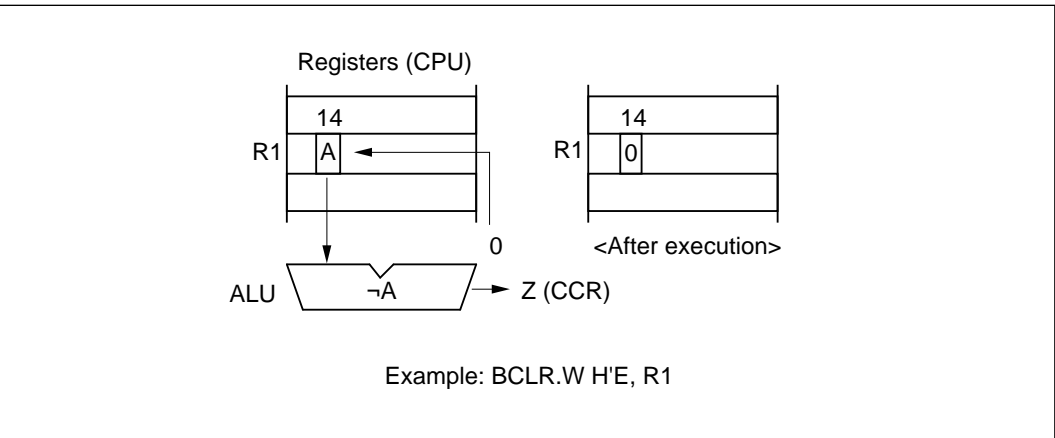 Registers (CPU)
14
R1
A
0
ALU
¬A
Z (CCR)
14
R1
0
<After execution>
Example: BCLR.W H'E, R1